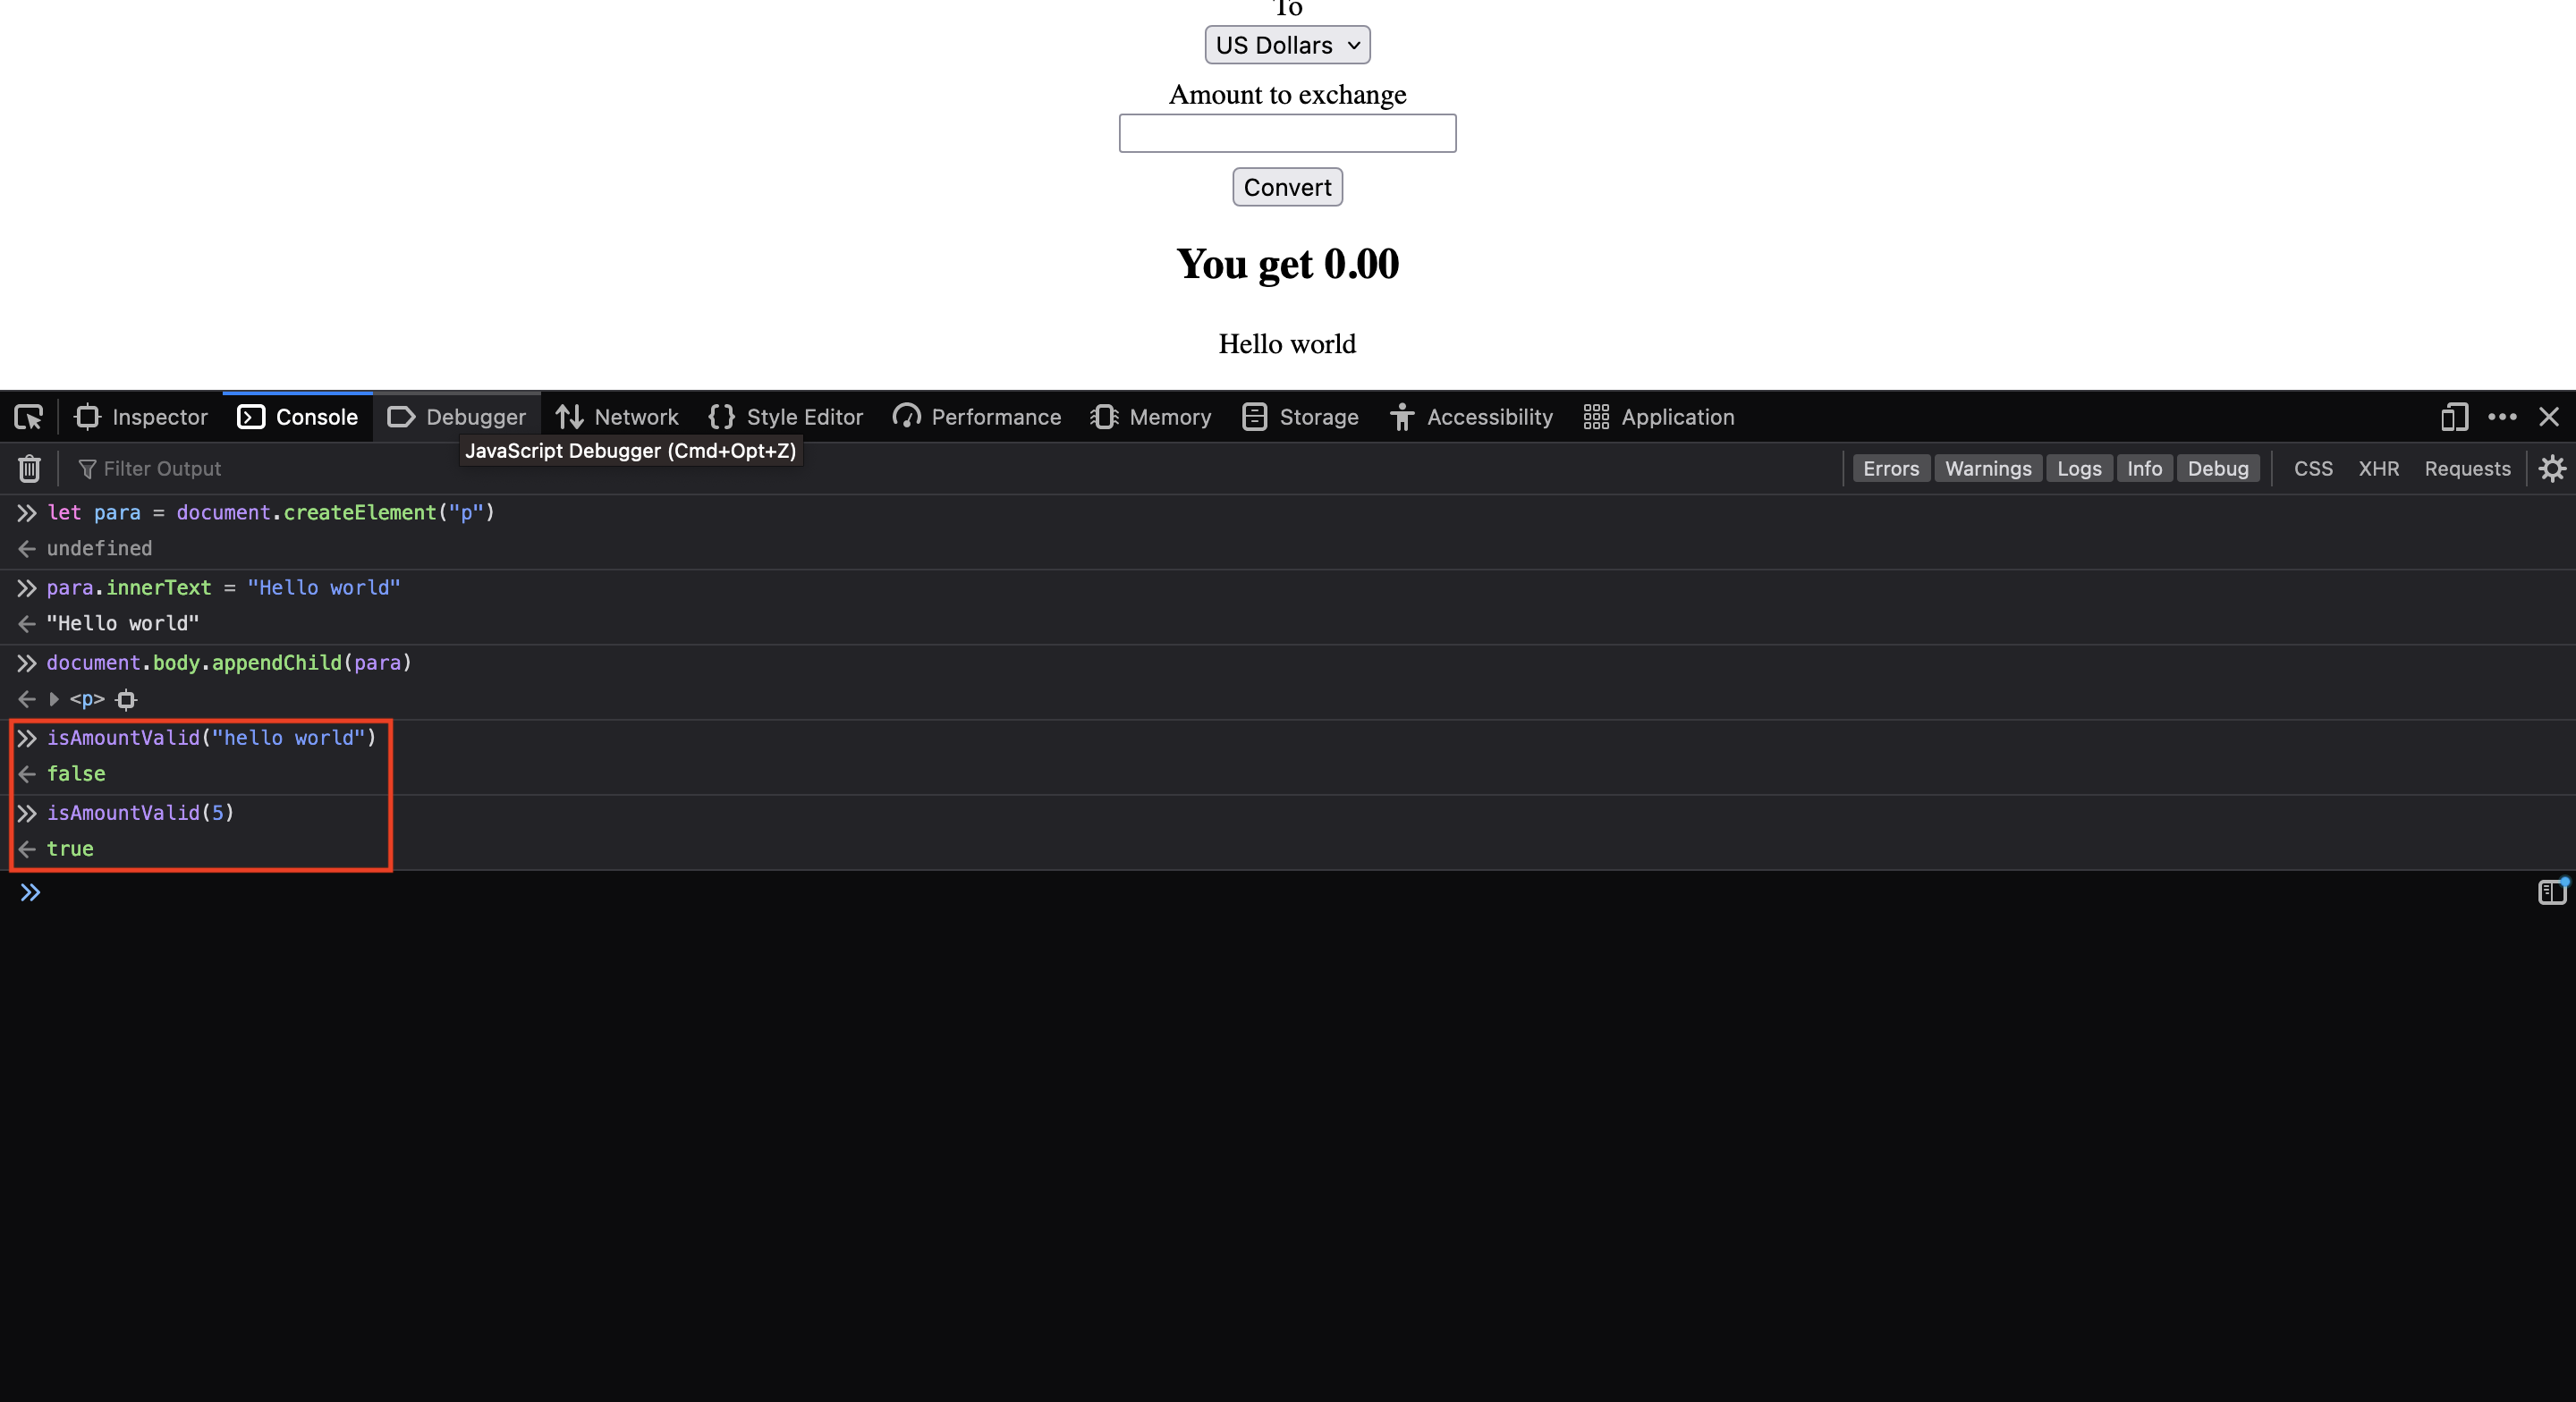 To
US Dollars
Amount to exchange
Convert
You get 0.00
Hello world
Inspector Console Debugger Network {} Style Editor Performance Memory Storage Accessibility Application
JavaScript Debugger (Cmd+Opt+Z)
Filter Output Errors Warnings Logs Info Debug CSS XHR Requests
let para = document.createElement("p")
undefined
para.innerText = "Hello world"
"Hello world"
document.body.appendChild(para)
<p>
isAmountValid("hello world")
false
isAmountValid(5)
true